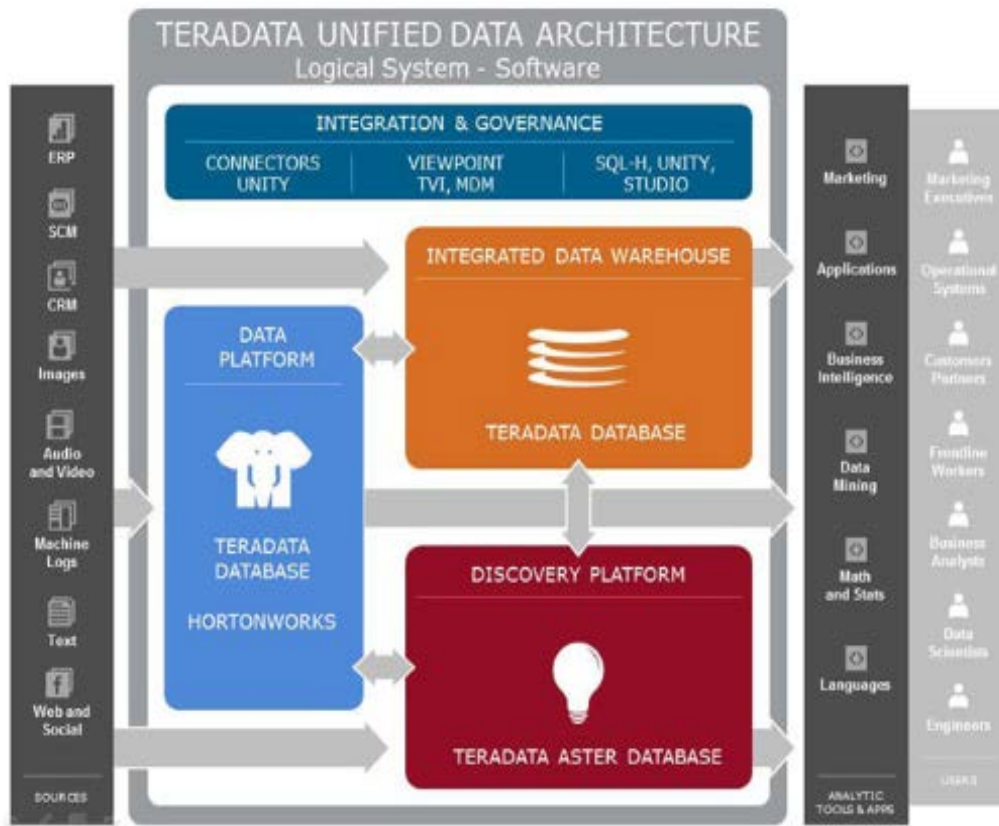 TERADATA UNIFIED DATA ARCHITECTURE
Logical System - Software
ERP
SCM
CRM
Images
Audio
and Video
Machine
Logs
Text
Web and
Social
SOURCES
INTEGRATION & GOVERNANCE
CONNECTORS
UNITY
VIEWPOINT
TVI, MDM
SQL-H, UNITY,
STUDIO
INTEGRATED DATA WAREHOUSE
TERADATA DATABASE
DATA
PLATFORM
TERADATA
DATABASE
HORTONWORKS
DISCOVERY PLATFORM
TERADATA ASTER DATABASE
Marketing
Applications
Business
Intelligence
Data
Mining
Math
and Stats
Languages
ANALYTIC
TOOLS & APPS
Marketing
Executives
Operational
Systems
Customers
Partners
Frontline
Workers
Business
Analysts
Data
Scientists
Engineers
USERS